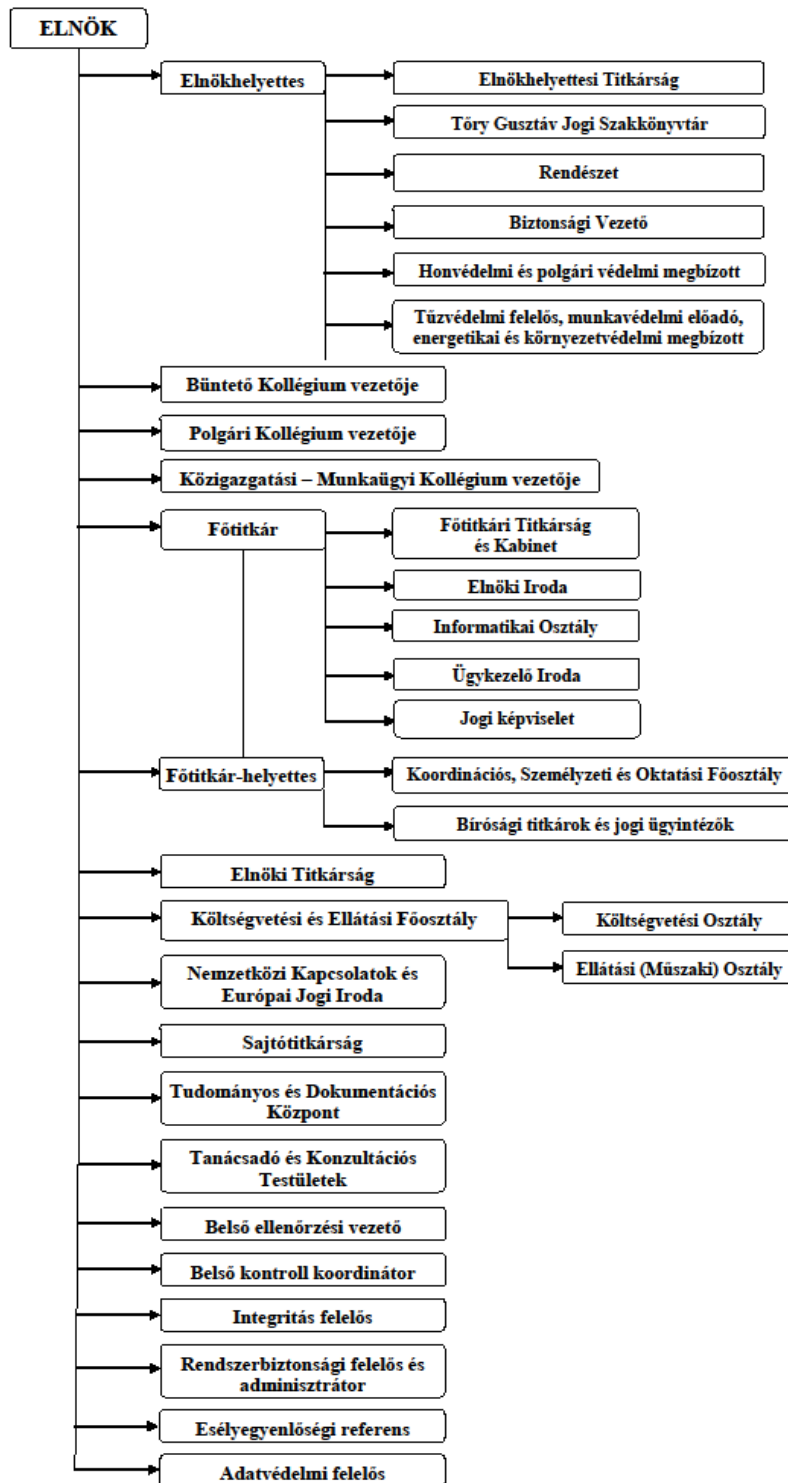 ELNÖK
Elnökhelyettes
Elnökhelyettesi Titkárság
Tőry Gusztáv Jogi Szakkönyvtár
Rendészet
Biztonsági Vezető
Honvédelmi és polgári védelmi megbízott
Tűzvédelmi felelős, munkavédelmi előadó,
energetikai és környezetvédelmi megbízott
Büntető Kollégium vezetője
Polgári Kollégium vezetője
Közigazgatási – Munkaügyi Kollégium vezetője
Főtitkár
Főtitkári Titkárság
és Kabinet
Elnöki Iroda
Informatikai Osztály
Ügykezelő Iroda
Jogi képviselet
Főtitkár-helyettes
Koordinációs, Személyzeti és Oktatási Főosztály
Bírósági titkárok és jogi ügyintézők
Elnöki Titkárság
Költségvetési és Ellátási Főosztály
Költségvetési Osztály
Ellátási (Műszaki) Osztály
Nemzetközi Kapcsolatok és
Európai Jogi Iroda
Sajtótitkárság
Tudományos és Dokumentációs
Központ
Tanácsadó és Konzultációs
Testületek
Belső ellenőrzési vezető
Belső kontroll koordinátor
Integritás felelős
Rendszerbiztonsági felelős és
adminisztrátor
Esélyegyenlőségi referens
Adatvédelmi felelős